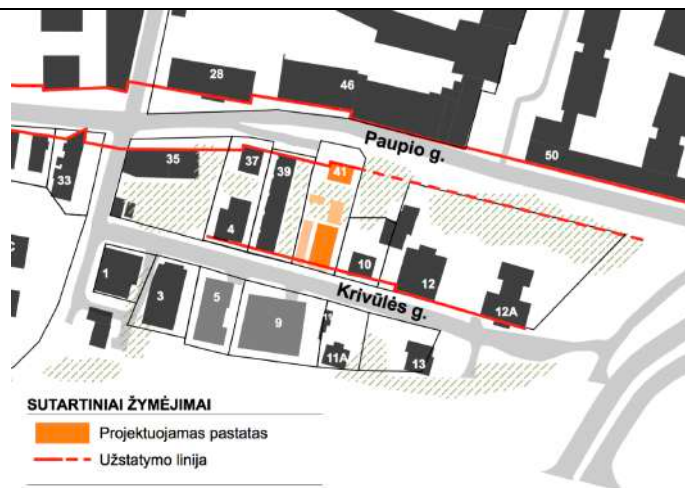 28
46
Paupio g.
50
35
37
39
41
33
4
10
12
12A
Krivūlės g.
1
3
5
9
11A
13
SUTARTINIAI ŽYMĖJIMAI
Projektuojamas pastatas
Užstatymo linija